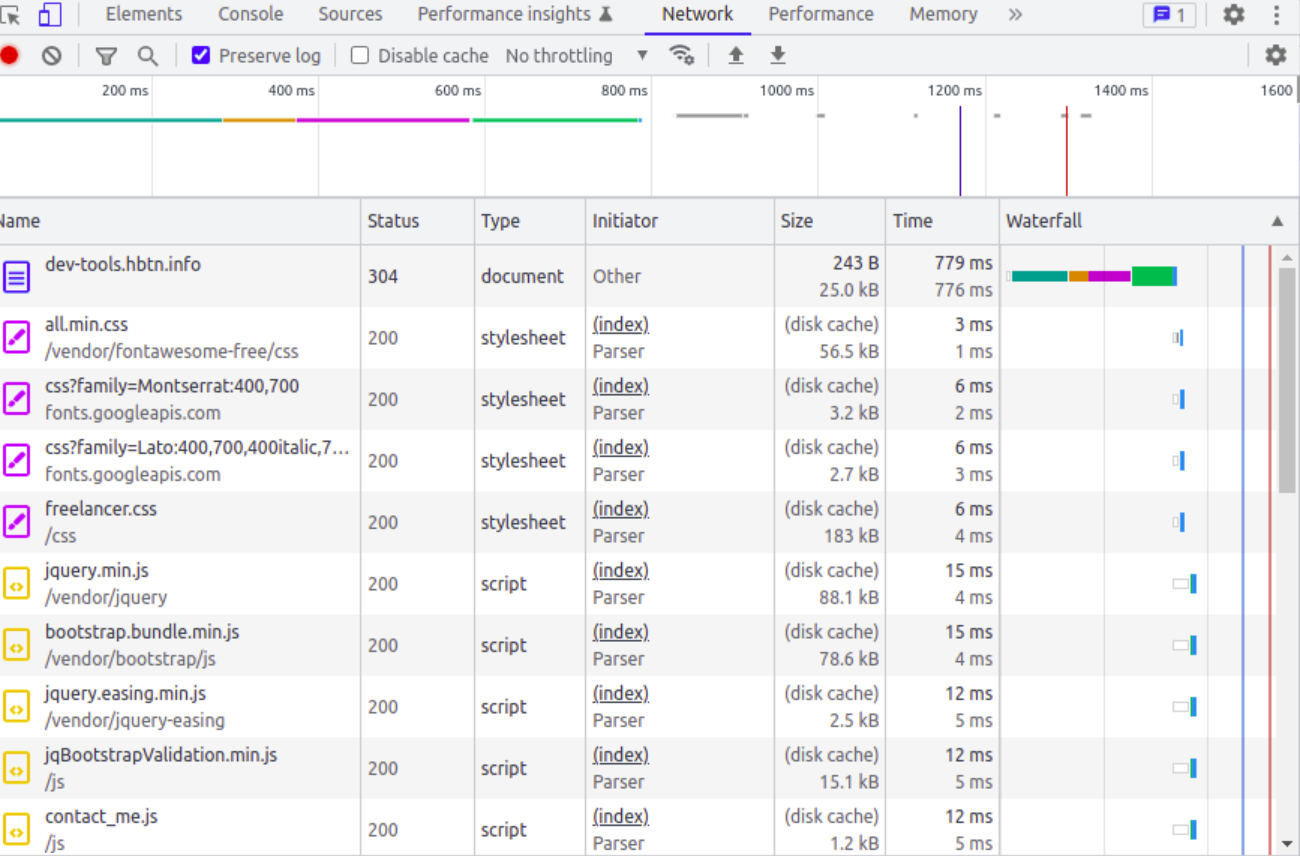 Elements Console Sources Performance insights Network Performance Memory » 1
Preserve log Disable cache No throttling
200 ms 400 ms 600 ms 800 ms 1000 ms 1200 ms 1400 ms 1600
Name Status Type Initiator Size Time Waterfall
dev-tools.hbtn.info 304 document Other 243 B 779 ms
25.0 kB 776 ms
all.min.css 200 stylesheet (index) (disk cache) 3 ms
/vendor/fontawesome-free/css Parser 56.5 kB 1 ms
css?family=Montserrat:400,700 200 stylesheet (index) (disk cache) 6 ms
fonts.googleapis.com Parser 3.2 kB 2 ms
css?family=Lato:400,700,400italic,7... 200 stylesheet (index) (disk cache) 6 ms
fonts.googleapis.com Parser 2.7 kB 3 ms
freelancer.css 200 stylesheet (index) (disk cache) 6 ms
/css Parser 183 kB 4 ms
jquery.min.js 200 script (index) (disk cache) 15 ms
/vendor/jquery Parser 88.1 kB 4 ms
bootstrap.bundle.min.js 200 script (index) (disk cache) 15 ms
/vendor/bootstrap/js Parser 78.6 kB 4 ms
jquery.easing.min.js 200 script (index) (disk cache) 12 ms
/vendor/jquery-easing Parser 2.5 kB 5 ms
jqBootstrapValidation.min.js 200 script (index) (disk cache) 12 ms
/js Parser 15.1 kB 5 ms
contact_me.js 200 script (index) (disk cache) 12 ms
/js Parser 1.2 kB 5 ms